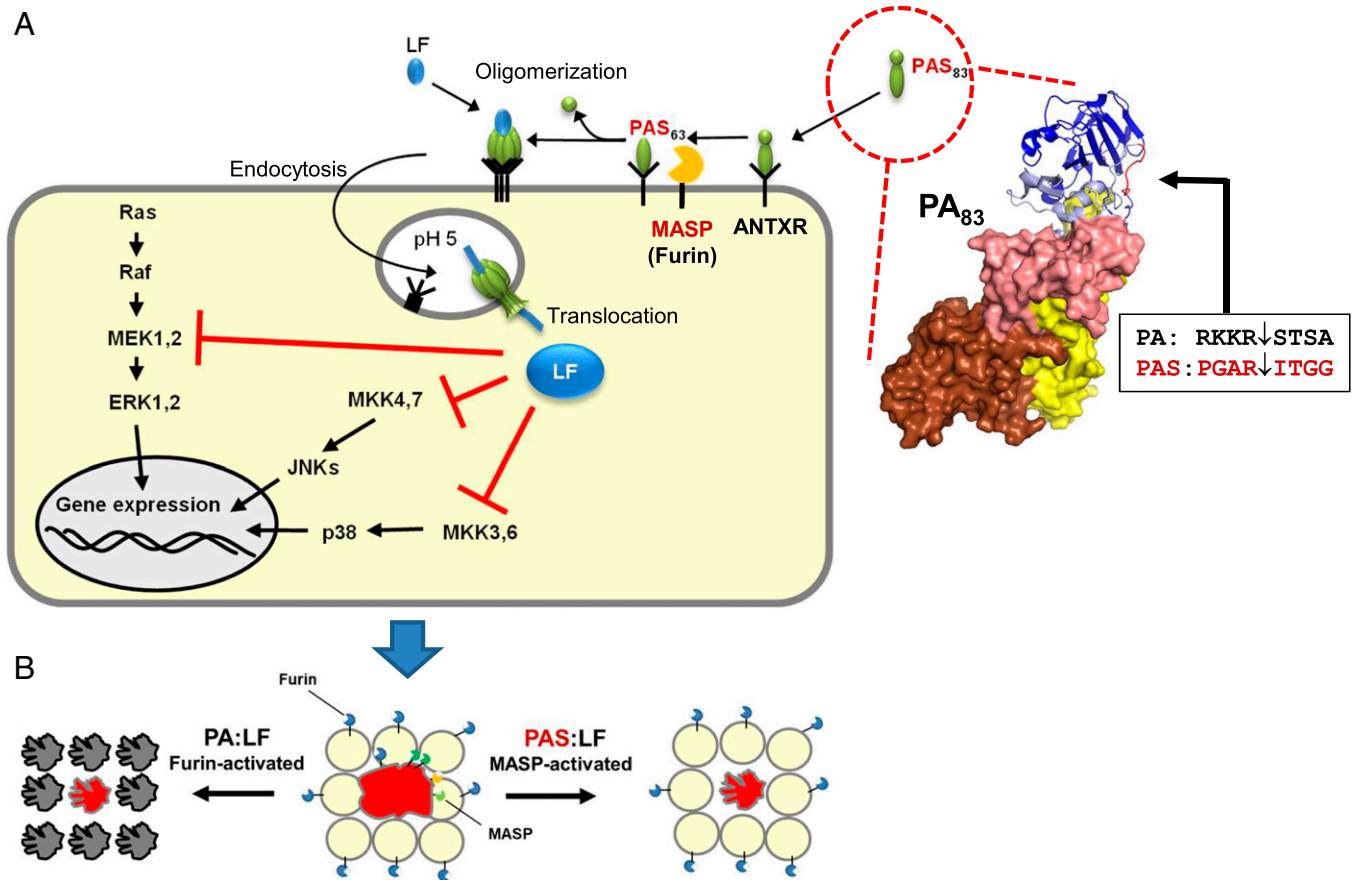 A
LF
Oligomerization
PAS83
PAS63
Endocytosis
PA83
Ras
pH 5
MASP
(Furin)
ANTXR
Raf
Translocation
MEK1,2
PA: RKKR↓STSA
PAS:PGAR↓ITGG
LF
ERK1,2
MKK4,7
JNKs
Gene expression
p38
MKK3,6
B
Furin
PA:LF
Furin-activated
PAS:LF
MASP-activated
MASP